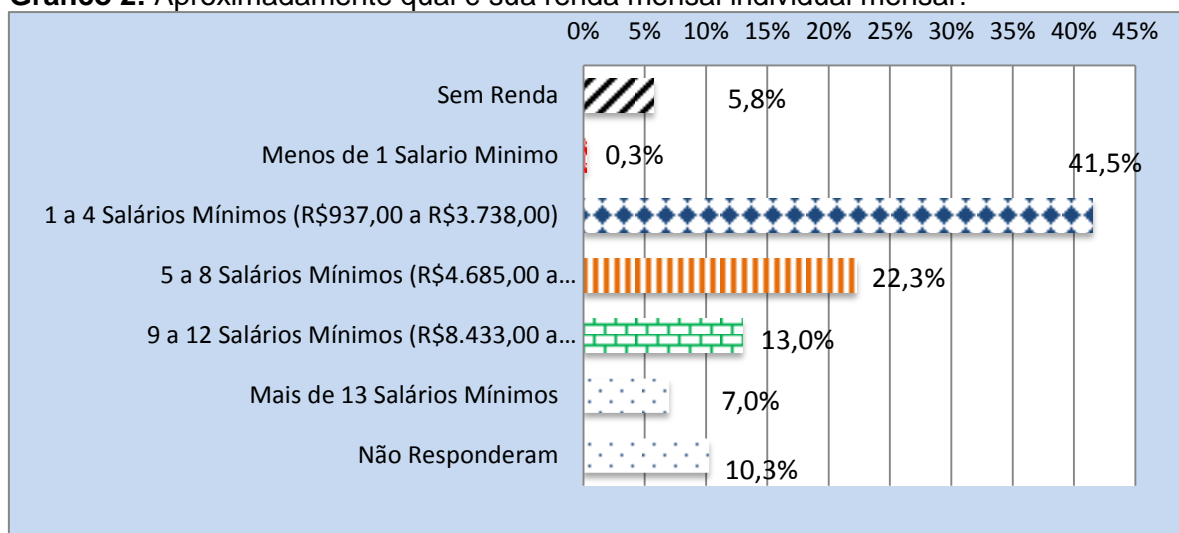 Gráfico 2: Aproximadamente qual é sua renda mensal individual mensal?
0% 5% 10% 15% 20% 25% 30% 35% 40% 45%
Sem Renda 5,8%
Menos de 1 Salario Minimo 0,3% 41,5%
1 a 4 Salários Mínimos (R$937,00 a R$3.738,00)
5 a 8 Salários Mínimos (R$4.685,00 a... 22,3%
9 a 12 Salários Mínimos (R$8.433,00 a... 13,0%
Mais de 13 Salários Mínimos 7,0%
Não Responderam 10,3%